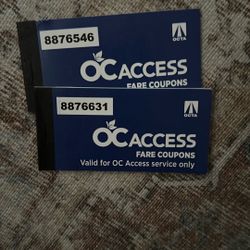 8876546
OCTA
OC ACCESS
FARE COUPONS
8876631
OCTA
OC ACCESS
FARE COUPONS
Valid for OC Access service only